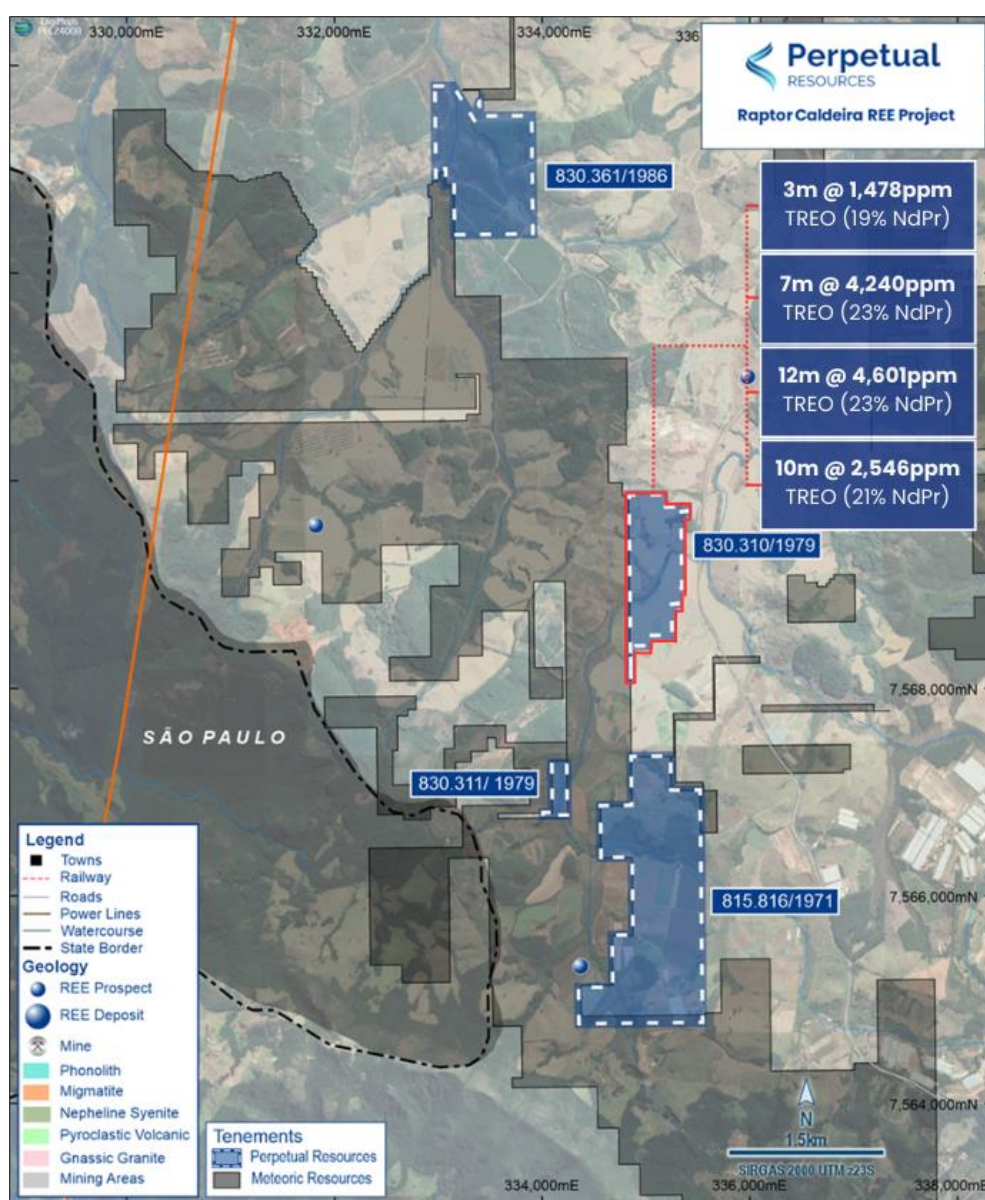 330,000mE
332,000mE
334,000mE
336
Perpetual
RESOURCES
Raptor Caldeira REE Project
830.361/1986
3m @ 1,478ppm
TREO (19% NdPr)
7m @ 4,240ppm
TREO (23% NdPr)
12m @ 4,601ppm
TREO (23% NdPr)
10m @ 2,546ppm
TREO (21% NdPr)
830.310/1979
7,568,000mN
SÃO PAULO
830.311/ 1979
815.816/1971
7,566,000mN
Legend
Towns
Railway
Roads
Power Lines
Watercourse
State Border
Geology
REE Prospect
REE Deposit
Mine
Phonolith
Migmatite
Nepheline Syenite
Pyroclastic Volcanic
Gnassic Granite
Mining Areas
Tenements
Perpetual Resources
Meteoric Resources
7,564,000mN
N
1.5km
SIRGAS 2000 UTM z23S
334,000mE
336,000mE
338,000mE